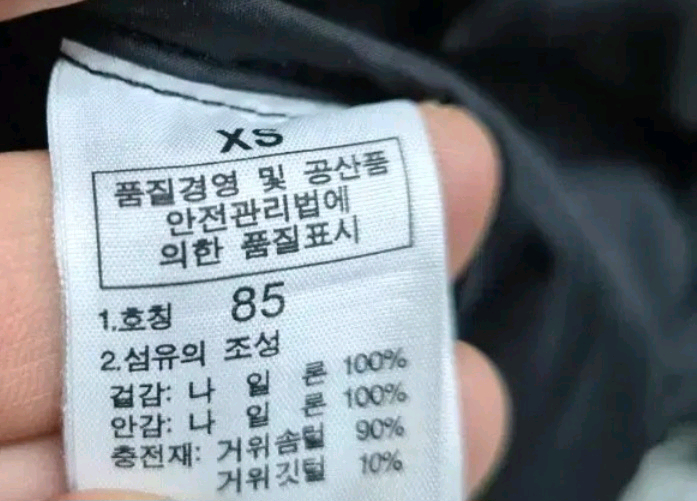 XS
품질경영 및 공산품
안전관리법에
의한 품질표시
1.호칭 85
2.섬유의 조성
겉감: 나 일 론 100%
안감: 나 일 론 100%
충전재: 거위솜털 90%
거위깃털 10%